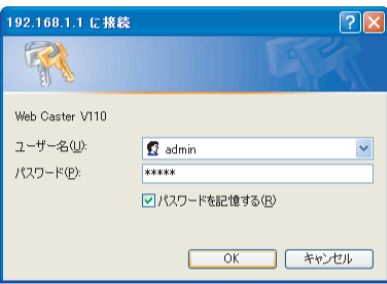 192.168.1.1 に接続
Web Caster V110
ユーザー名(U):
admin
パスワード(P):
*****
パスワードを記憶する(R)
OK
キャンセル